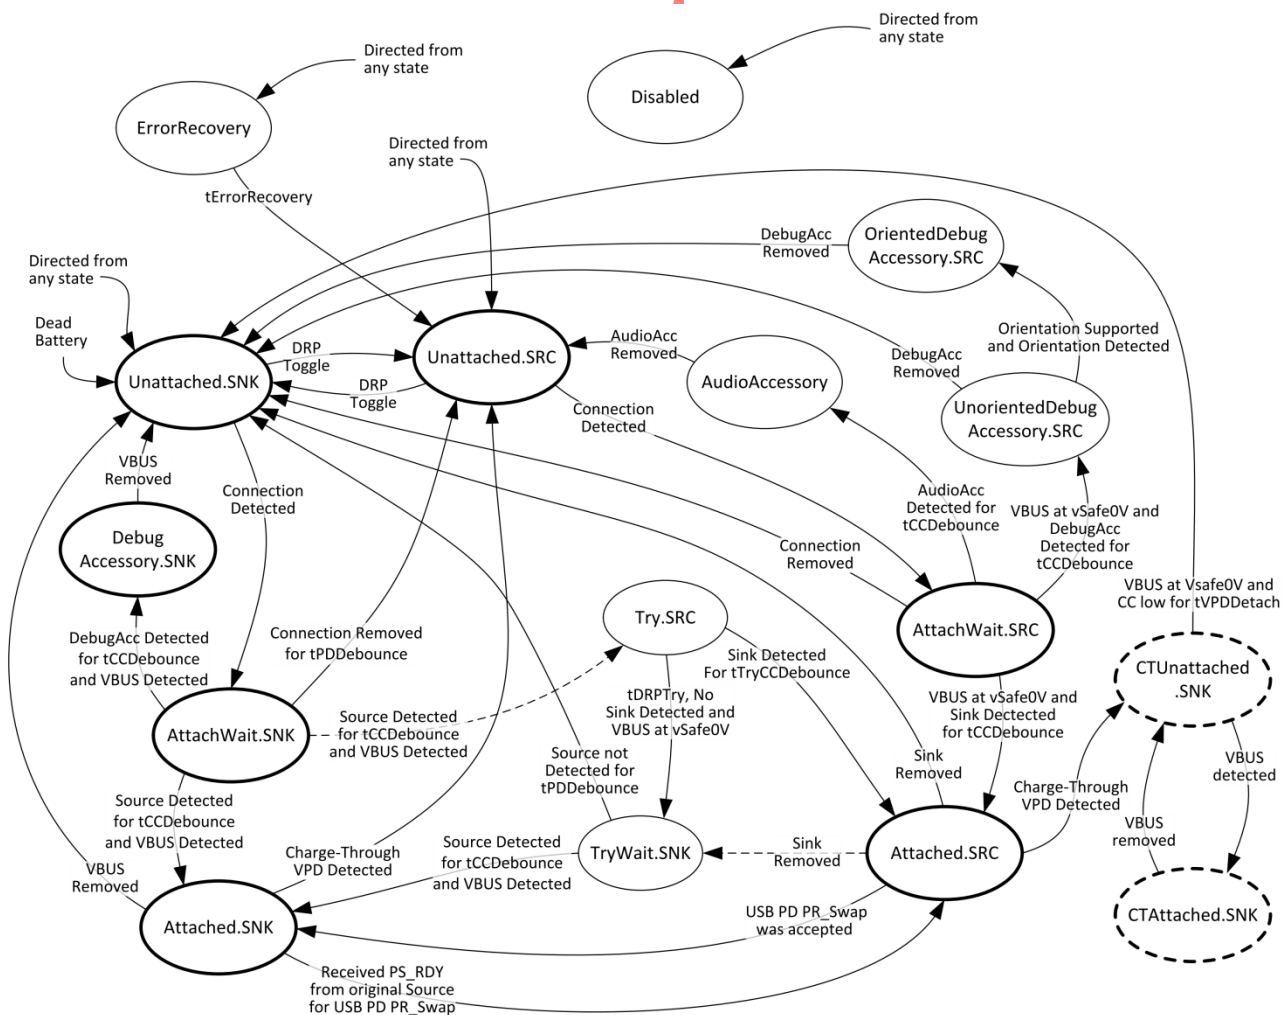 Directed from
any state
Directed from
any state
Disabled
ErrorRecovery
Directed from
any state
tErrorRecovery
OrientedDebug
Accessory.SRC
DebugAcc
Removed
Directed from
any state
Dead
Battery
Unattached.SNK
DRP
Toggle
DRP
Toggle
Unattached.SRC
AudioAcc
Removed
AudioAccessory
Orientation Supported
and Orientation Detected
DebugAcc
Removed
UnorientedDebug
Accessory.SRC
Connection
Detected
VBUS
Removed
Connection
Detected
Debug
Accessory.SNK
AudioAcc
Detected for
tCCDebounce
VBUS at vSafe0V and
DebugAcc
Detected for
tCCDebounce
Connection
Removed
VBUS at Vsafe0V and
CC low for tVPDDetach
Try.SRC
AttachWait.SRC
DebugAcc Detected
for tCCDebounce
and VBUS Detected
Connection Removed
for tPDDebounce
Sink Detected
For tTryCCDebounce
CTUnattached
.SNK
tDRPTry, No
Sink Detected and
VBUS at vSafe0V
VBUS at vSafe0V and
Sink Dectected
for tCCDebounce
AttachWait.SNK
Source Detected
for tCCDebounce
and VBUS Detected
Source not
Detected for
tPDDebounce
Sink
Removed
Charge-Through
VPD Detected
VBUS
detected
Source Detected
for tCCDebounce
and VBUS Detected
VBUS
removed
Charge-Through
VPD Detected
Source Detected
for tCCDebounce
and VBUS Detected
TryWait.SNK
Sink
Removed
Attached.SRC
VBUS
Removed
Attached.SNK
USB PD PR_Swap
was accepted
CTAttached.SNK
Received PS_RDY
from original Source
for USB PD PR_Swap